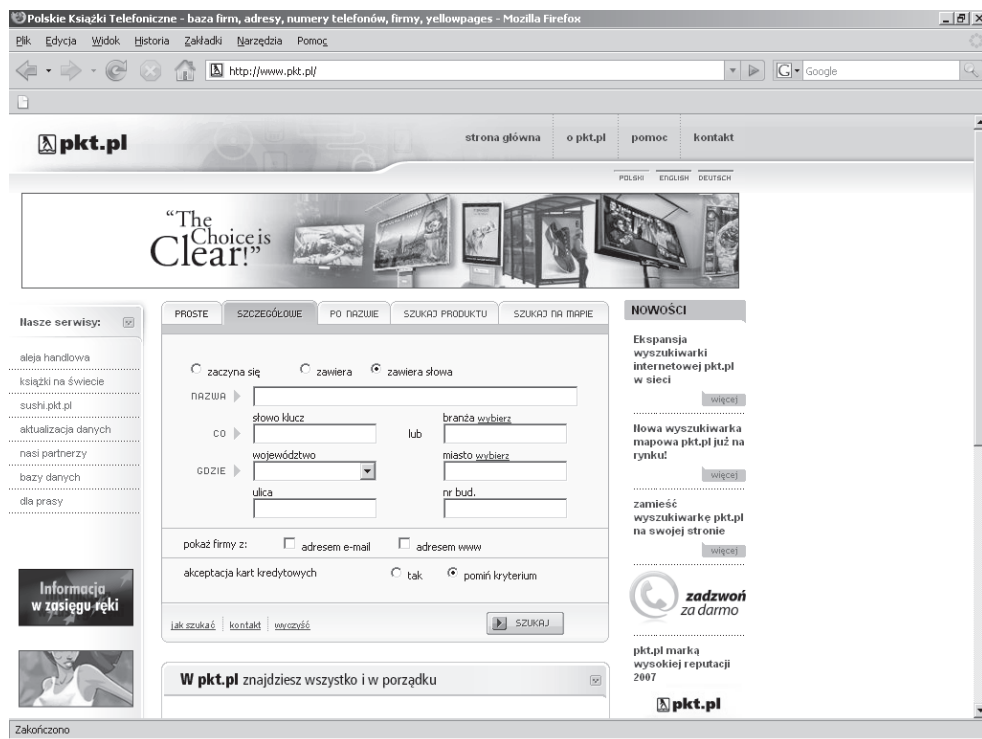 Polskie Książki Telefoniczne - baza firm, adresy, numery telefonów, firmy, yellowpages - Mozilla Firefox
Plik Edycja Widok Historia Zakładki Narzędzia Pomoc
http://www.pkt.pl/
G Google
pkt.pl
strona główna o pkt.pl pomoc kontakt
POLSKI ENGLISH DEUTSCH
“The
Choice is
Clear!”
Nasze serwisy:
aleja handlowa
książki na świecie
sushi.pkt.pl
aktualizacja danych
nasi partnerzy
bazy danych
dla prasy
Informacja
w zasięgu ręki
PROSTE SZCZEGÓŁOWE PO NAZWIE SZUKAJ PRODUKTU SZUKAJ NA MAPIE
zaczyna się zawiera zawiera słowa
NAZWA
słowo klucz branża wybierz
CO lub
województwo miasto wybierz
GDZIE
ulica nr bud.
pokaż firmy z: adresem e-mail adresem www
akceptacja kart kredytowych tak pomiń kryterium
jak szukać kontakt wyczyść SZUKAJ
W pkt.pl znajdziesz wszystko i w porządku
NOWOŚCI
Ekspansja
wyszukiwarki
internetowej pkt.pl
w sieci
więcej
Nowa wyszukiwarka
mapowa pkt.pl już na
rynku!
więcej
zamieść
wyszukiwarkę pkt.pl
na swojej stronie
więcej
zadzwoń
za darmo
pkt.pl marką
wysokiej reputacji
2007
pkt.pl
Zakończono